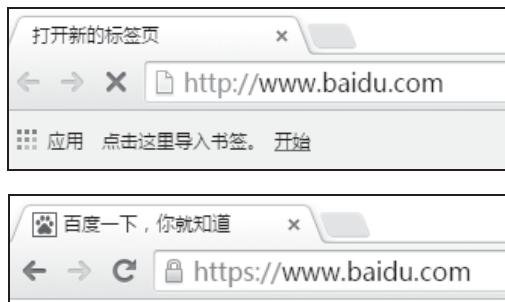 打开新的标签页 ×
http://www.baidu.com
应用 点击这里导入书签。 开始
百度一下，你就知道 ×
https://www.baidu.com